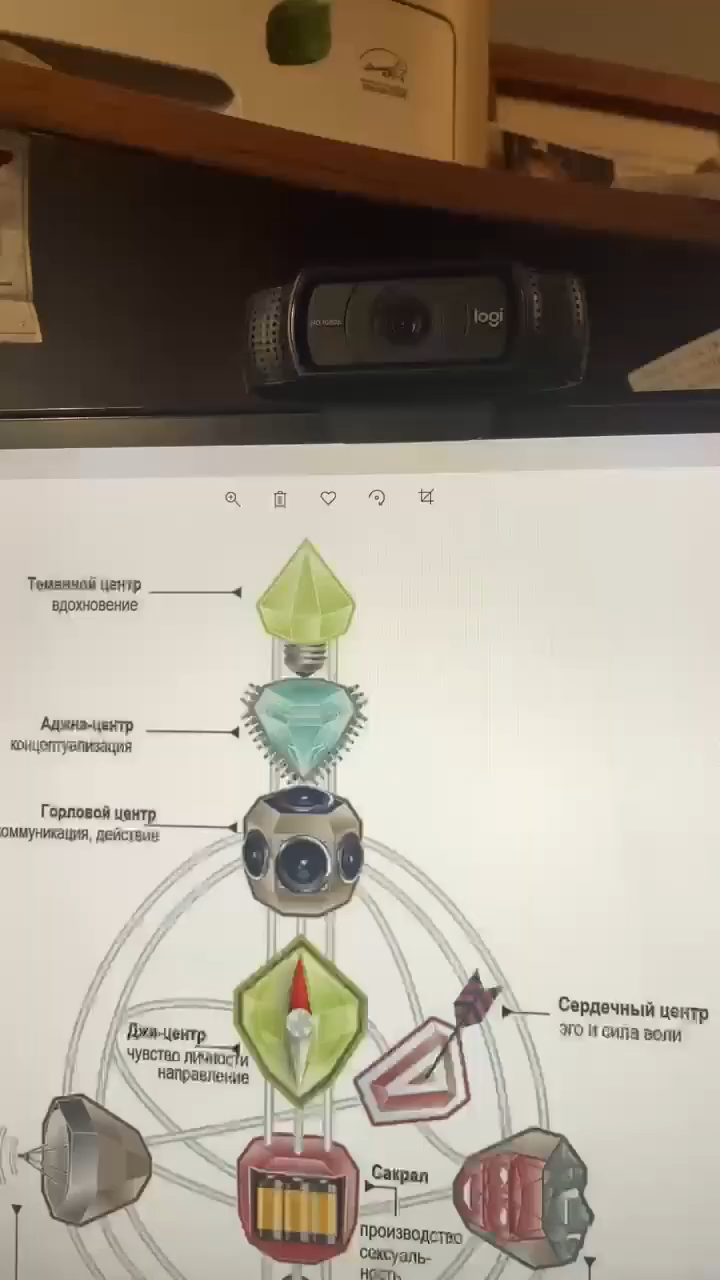 logi
Теменной центр
вдохновение
Аджна-центр
концептуализация
Горловой центр
коммуникация, действие
Сердечный центр
эго и сила воли
Джи-центр
чувство личности
направление
Сакрал
производство
сексуаль-
ность